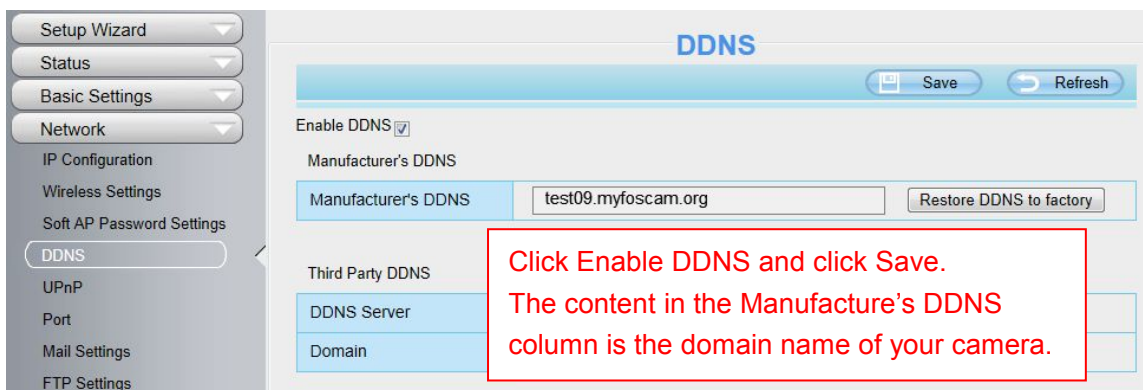 Setup Wizard
Status
Basic Settings
Network
IP Configuration
Wireless Settings
Soft AP Password Settings
DDNS
UPnP
Port
Mail Settings
FTP Settings
DDNS
Save Refresh
Enable DDNS
Manufacturer's DDNS
Manufacturer's DDNS test09.myfoscam.org Restore DDNS to factory
Third Party DDNS
DDNS Server
Domain
Click Enable DDNS and click Save.
The content in the Manufacture's DDNS
column is the domain name of your camera.